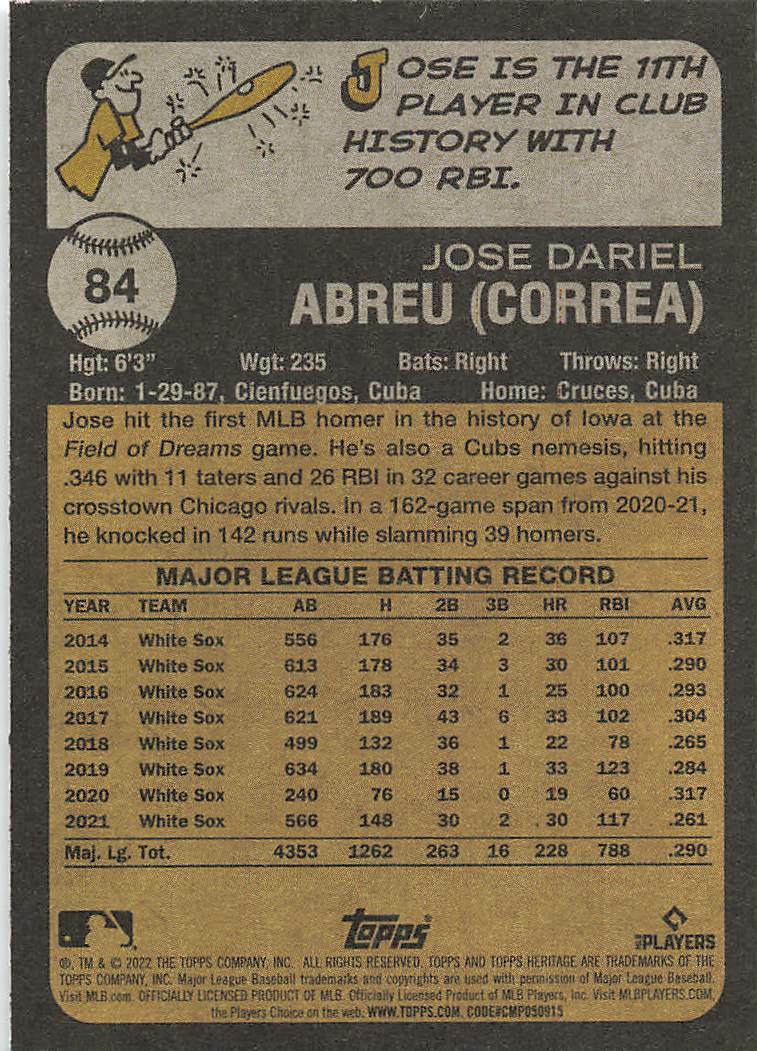 JOSE IS THE 11TH
PLAYER IN CLUB
HISTORY WITH
700 RBI.
84
JOSE DARIEL
ABREU (CORREA)
Hgt: 6'3" Wgt: 235 Bats: Right Throws: Right
Born: 1-29-87, Cienfuegos, Cuba Home: Cruces, Cuba
Jose hit the first MLB homer in the history of Iowa at the
Field of Dreams game. He's also a Cubs nemesis, hitting
.346 with 11 taters and 26 RBI in 32 career games against his
crosstown Chicago rivals. In a 162-game span from 2020-21,
he knocked in 142 runs while slamming 39 homers.
MAJOR LEAGUE BATTING RECORD
YEAR TEAM AB H 2B 3B HR RBI AVG
2014 White Sox 556 176 35 2 36 107 .317
2015 White Sox 613 178 34 3 30 101 .290
2016 White Sox 624 183 32 1 25 100 .293
2017 White Sox 621 189 43 6 33 102 .304
2018 White Sox 499 132 36 1 22 78 .265
2019 White Sox 634 180 38 1 33 123 .284
2020 White Sox 240 76 15 0 19 60 .317
2021 White Sox 566 148 30 2 30 117 .261
Maj. Lg. Tot. 4353 1262 263 16 228 788 .290
topps
PLAYERS
®, TM & © 2022 THE TOPPS COMPANY, INC. ALL RIGHTS RESERVED. TOPPS AND TOPPS HERITAGE ARE TRADEMARKS OF THE
TOPPS COMPANY, INC. Major League Baseball trademarks and copyrights are used with permission of Major League Baseball.
Visit MLB.com. OFFICIALLY LICENSED PRODUCT OF MLB. Officially Licensed Product of MLB Players, Inc. Visit MLBPLAYERS.COM,
the Players Choice on the web. WWW.TOPPS.COM. CODE#CMP050915